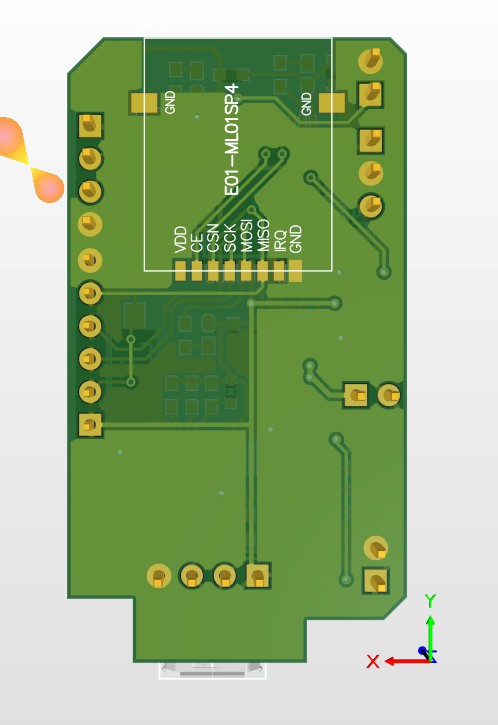 GND
GND
E01-ML01SP4
VDD
CE
CSN
SCK
MOSI
MISO
IRQ
GND
Y
X